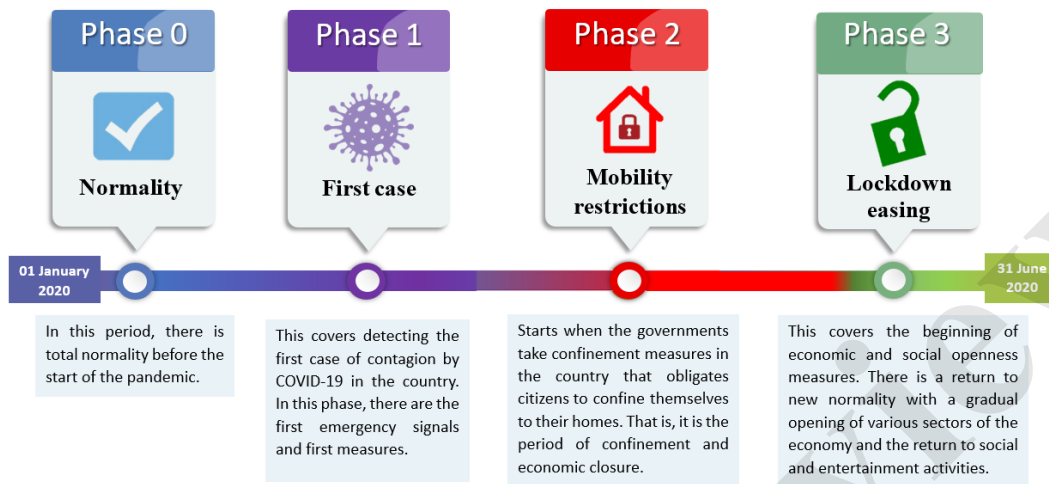 Phase 0
Phase 1
Phase 2
Phase 3
Normality
First case
Mobility
restrictions
Lockdown
easing
01 January
2020
31 June
2020
In this period, there is
total normality before the
start of the pandemic.
This covers detecting the
first case of contagion by
COVID-19 in the country.
In this phase, there are the
first emergency signals
and first measures.
Starts when the governments
take confinement measures in
the country that obligates
citizens to confine themselves
to their homes. That is, it is the
period of confinement and
economic closure.
This covers the beginning of
economic and social openness
measures. There is a return to
new normality with a gradual
opening of various sectors of the
economy and the return to social
and entertainment activities.